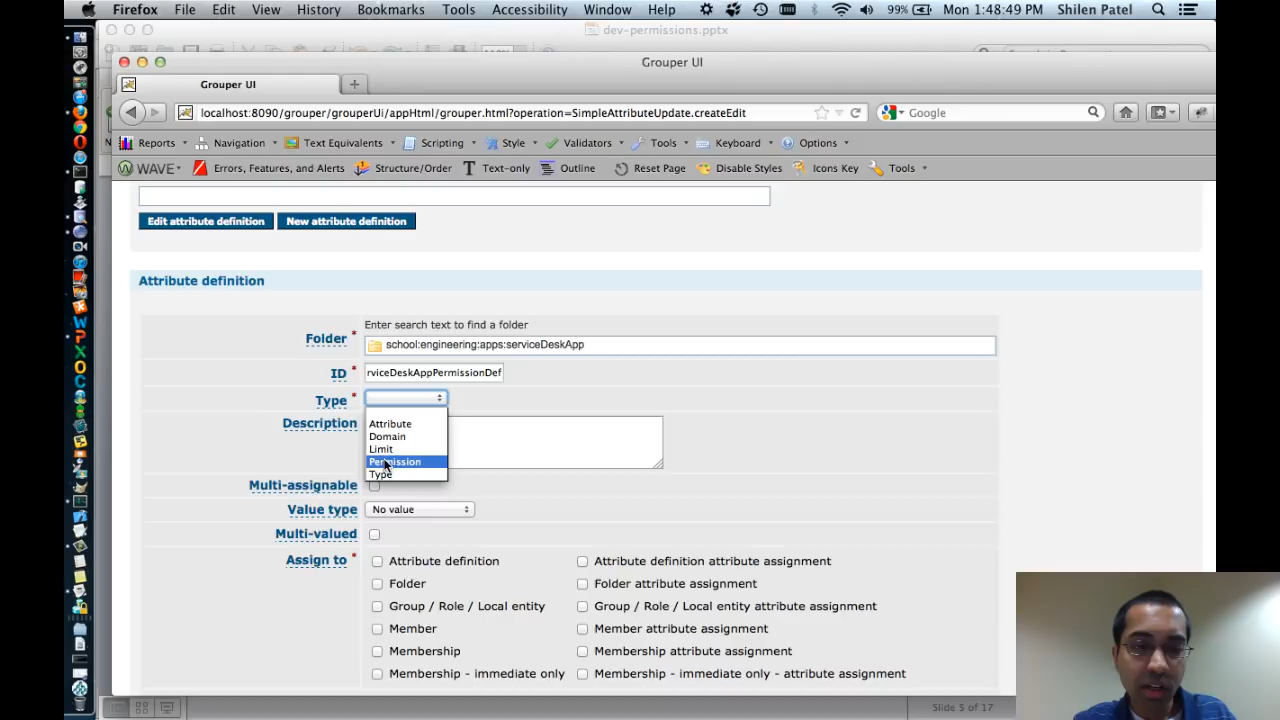 Firefox File Edit View History Bookmarks Tools Accessibility Window Help 99% Mon 1:48:49 Shilen Patel
dev-permissions.pptx
Grouper UI
Grouper UI
localhost:8090/grouper/grouperUi/appHtml/grouper.html?operation=SimpleAttributeUpdate.createEdit Google
Reports Navigation Text Equivalents Scripting Style Validators Tools Keyboard Options
WAVE Errors, Features, and Alerts Structure/Order Text-only Outline Reset Page Disable Styles Icons Key Tools
Edit attribute definition New attribute definition
Attribute definition
Enter search text to find a folder
Folder * school:engineering:apps:serviceDeskApp
ID * rviceDeskAppPermissionDef
Type *
Attribute
Domain
Limit
Permission
Type
Description
Multi-assignable
Value type No value
Multi-valued
Assign to * Attribute definition Attribute definition attribute assignment
Folder Folder attribute assignment
Group / Role / Local entity Group / Role / Local entity attribute assignment
Member Member attribute assignment
Membership Membership attribute assignment
Membership - immediate only Membership - immediate only - attribute assignment
Slide 5 of 17